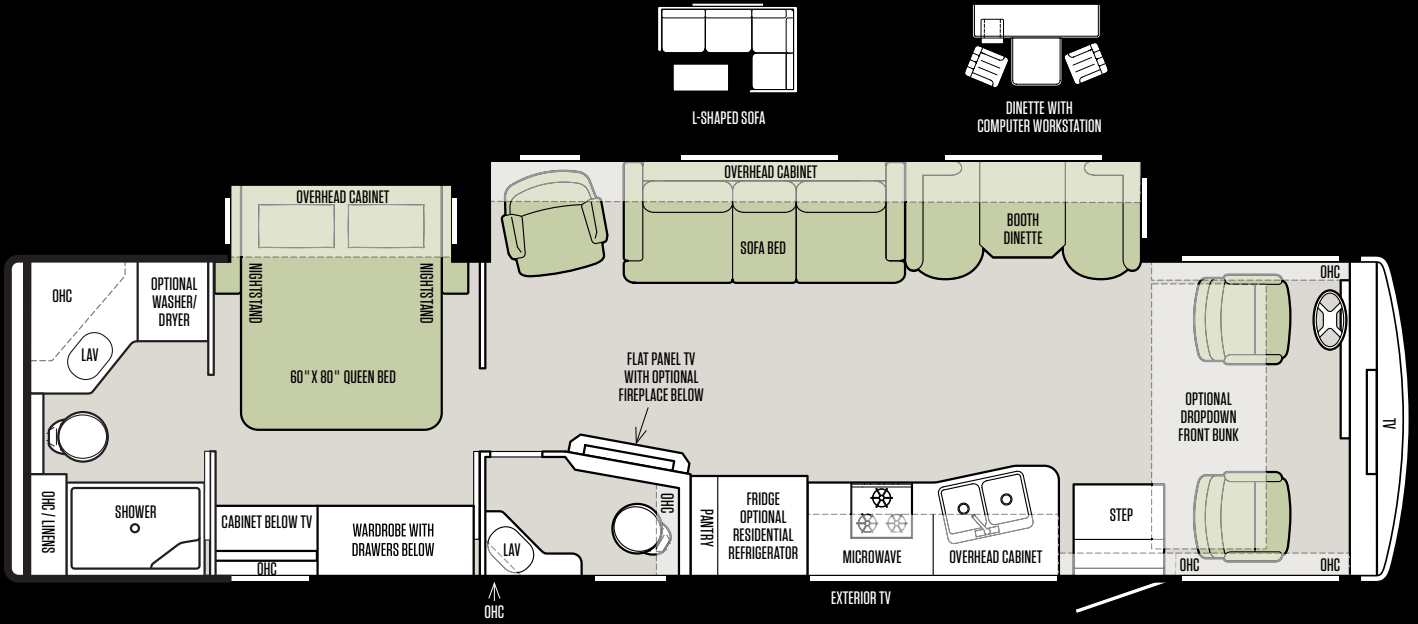 L-SHAPED SOFA
DINETTE WITH
COMPUTER WORKSTATION
OVERHEAD CABINET
OVERHEAD CABINET
SOFA BED
BOOTH
DINETTE
OHC
OPTIONAL
WASHER/
DRYER
LAV
NIGHTSTAND
NIGHTSTAND
60" X 80" QUEEN BED
FLAT PANEL TV
WITH OPTIONAL
FIREPLACE BELOW
OHC
OPTIONAL
DROPDOWN
FRONT BUNK
TV
OHC / LINENS
SHOWER
CABINET BELOW TV
OHC
WARDROBE WITH
DRAWERS BELOW
LAV
OHC
PANTRY
FRIDGE
OPTIONAL
RESIDENTIAL
REFRIGERATOR
MICROWAVE
OVERHEAD CABINET
STEP
OHC
OHC
OHC
EXTERIOR TV